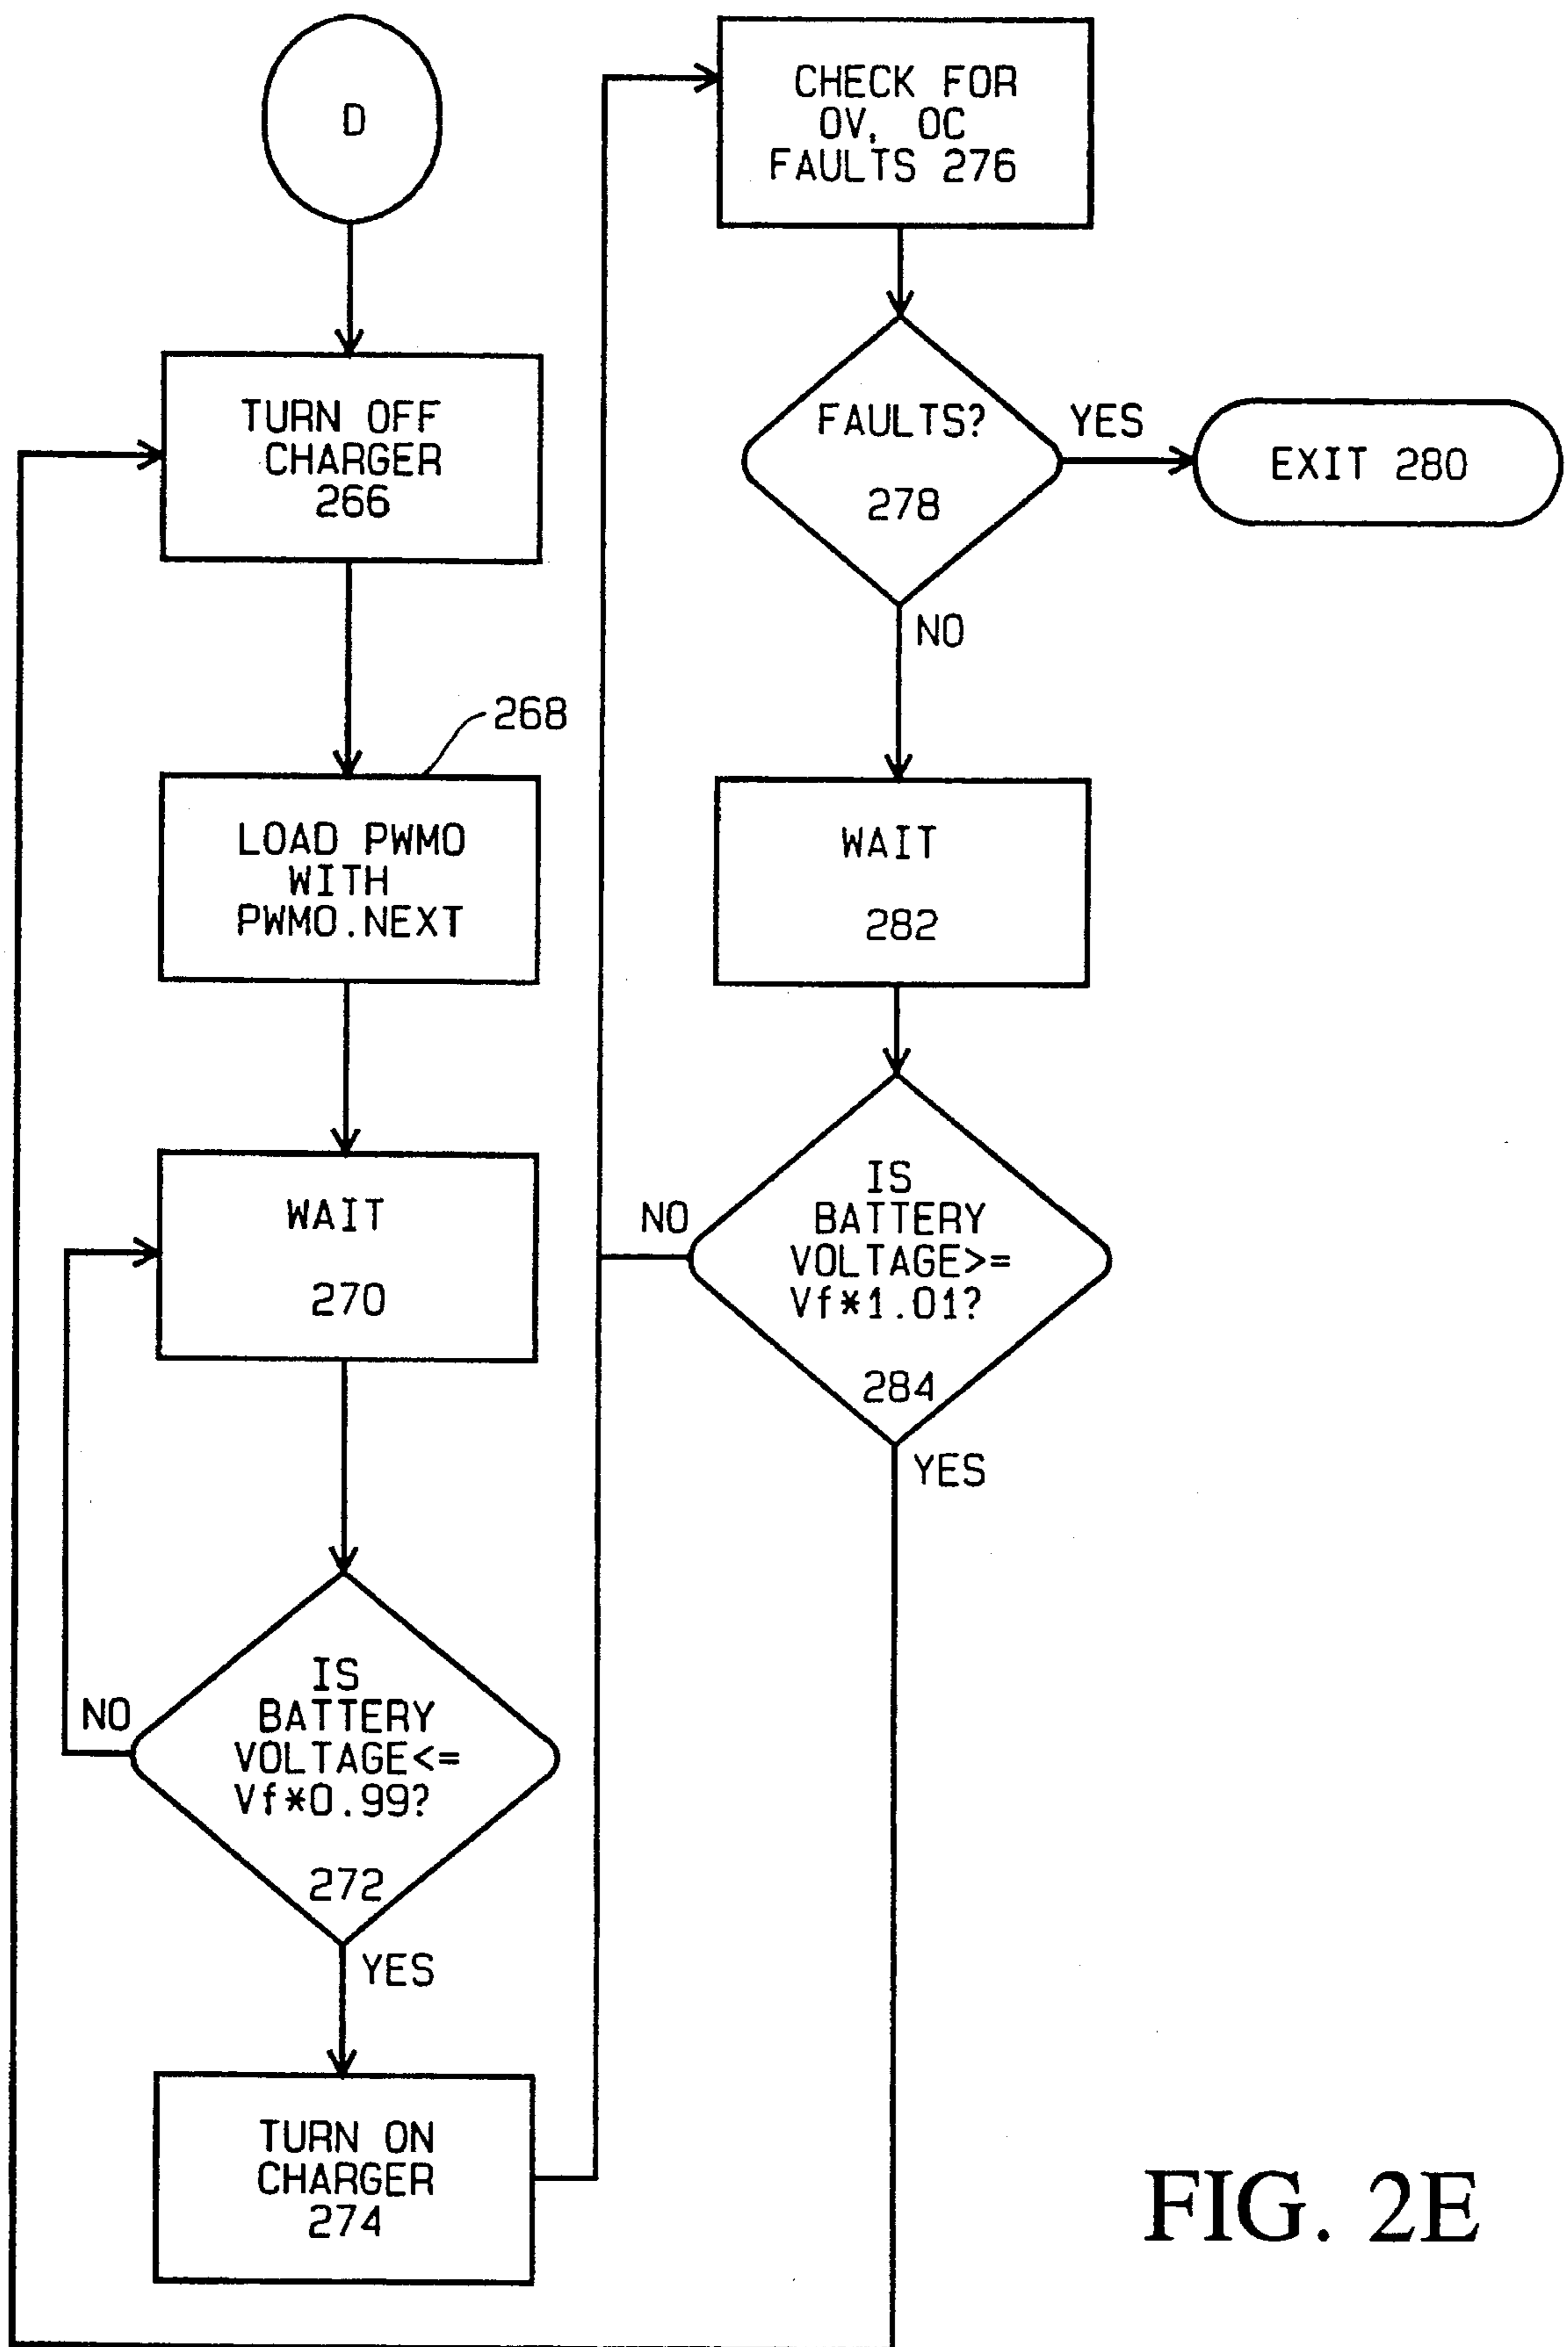 D
TURN OFF
CHARGER
266
268
LOAD PWM0
WITH
PWM0.NEXT
WAIT
270
IS
BATTERY
VOLTAGE<=
Vf*0.99?
272
NO
YES
TURN ON
CHARGER
274
CHECK FOR
OV, OC
FAULTS 276
FAULTS?
278
YES
EXIT 280
NO
WAIT
282
IS
BATTERY
VOLTAGE>=
Vf*1.01?
284
NO
YES
FIG. 2E